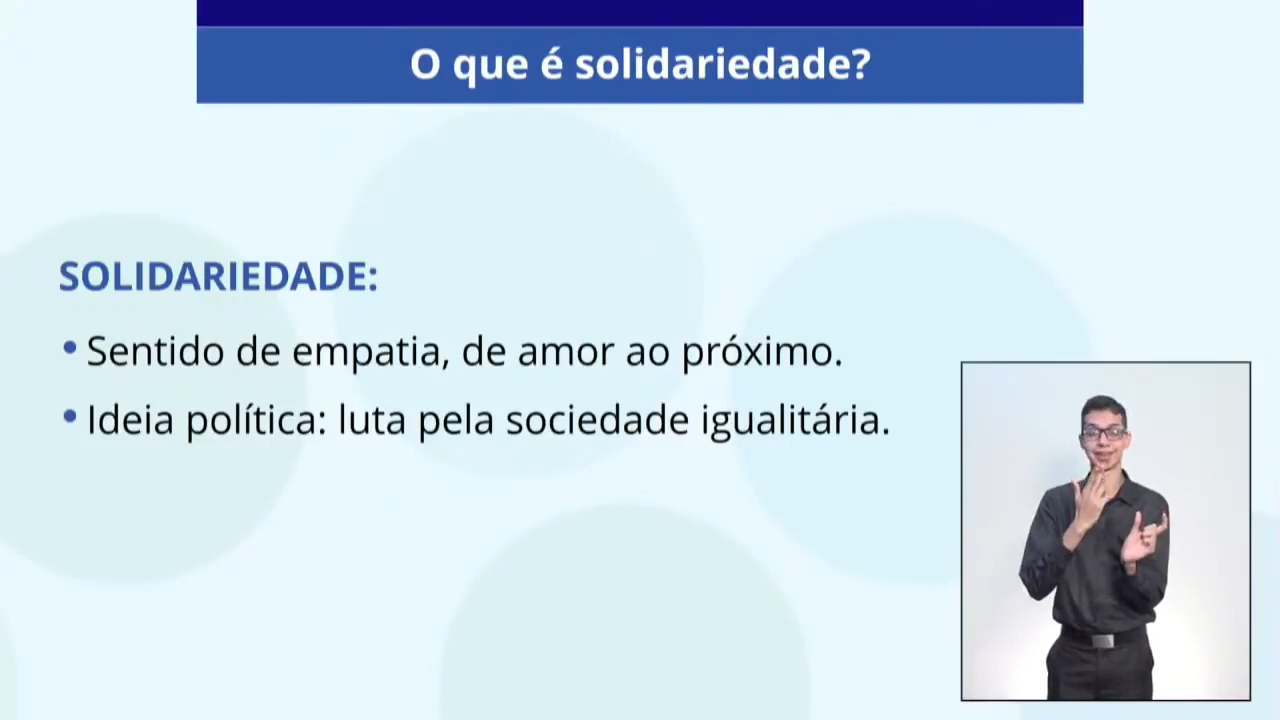 O que é solidariedade?
SOLIDARIEDADE:
• Sentido de empatia, de amor ao próximo.
• Ideia política: luta pela sociedade igualitária.